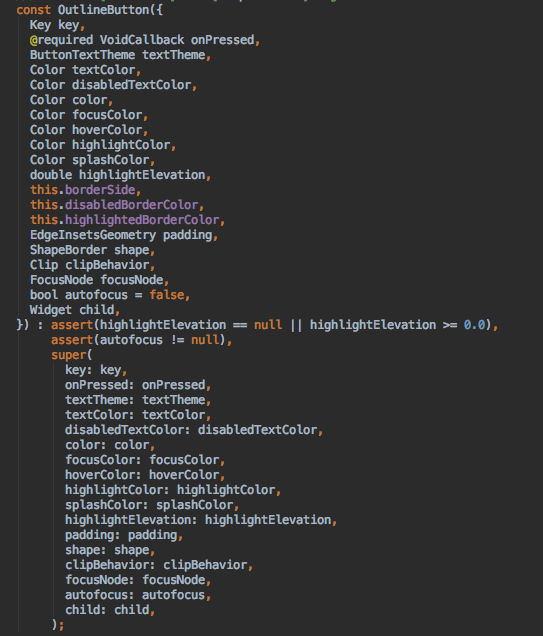 const OutlineButton({
Key key,
@required VoidCallback onPressed,
ButtonTextTheme textTheme,
Color textColor,
Color disabledTextColor,
Color color,
Color focusColor,
Color hoverColor,
Color highlightColor,
Color splashColor,
double highlightElevation,
this.borderSide,
this.disabledBorderColor,
this.highlightedBorderColor,
EdgeInsetsGeometry padding,
ShapeBorder shape,
Clip clipBehavior,
FocusNode focusNode,
bool autofocus = false,
Widget child,
}) : assert(highlightElevation == null || highlightElevation >= 0.0),
assert(autofocus != null),
super(
key: key,
onPressed: onPressed,
textTheme: textTheme,
textColor: textColor,
disabledTextColor: disabledTextColor,
color: color,
focusColor: focusColor,
hoverColor: hoverColor,
highlightColor: highlightColor,
splashColor: splashColor,
highlightElevation: highlightElevation,
padding: padding,
shape: shape,
clipBehavior: clipBehavior,
focusNode: focusNode,
autofocus: autofocus,
child: child,
);